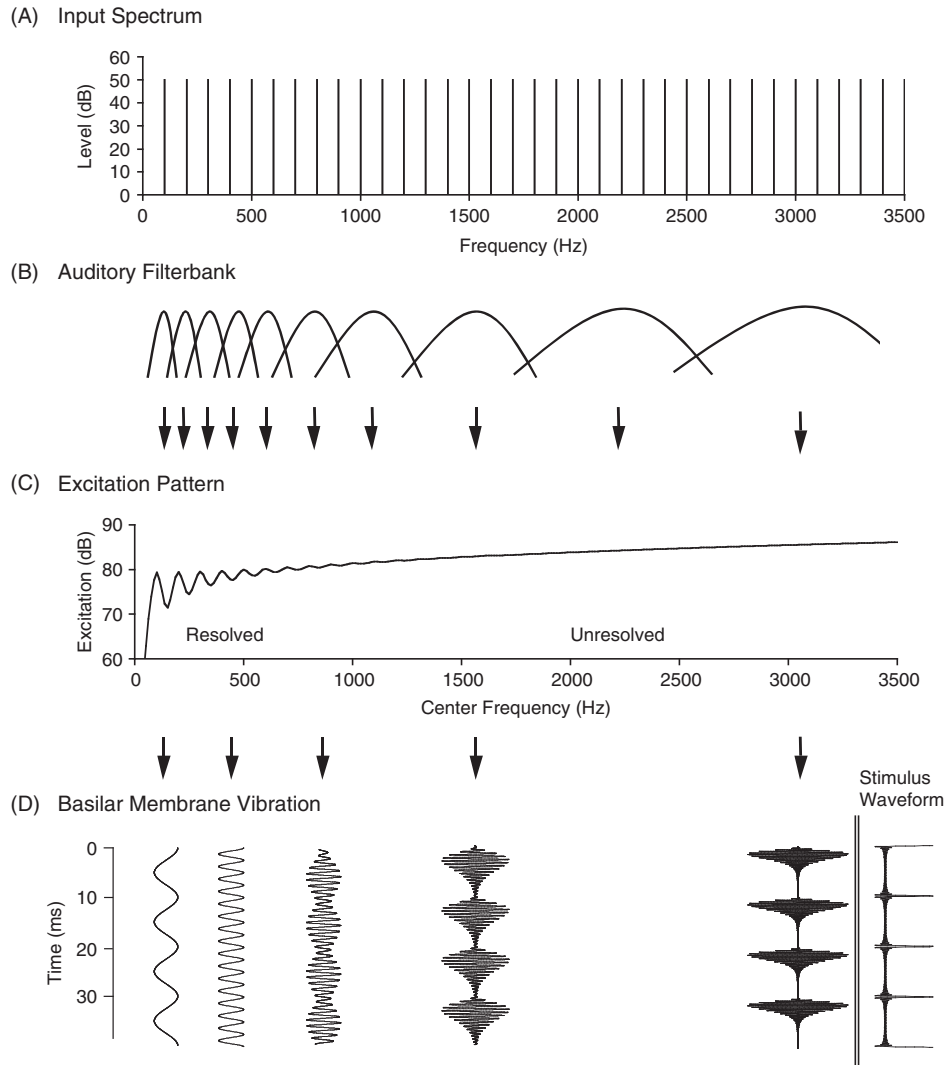 (A) Input Spectrum
60
50
40
30
20
10
0
Level (dB)
0 500 1000 1500 2000 2500 3000 3500
Frequency (Hz)
(B) Auditory Filterbank
(C) Excitation Pattern
90
80
70
60
Excitation (dB)
Resolved Unresolved
0 500 1000 1500 2000 2500 3000 3500
Center Frequency (Hz)
(D) Basilar Membrane Vibration
Stimulus
Waveform
0
10
20
30
Time (ms)